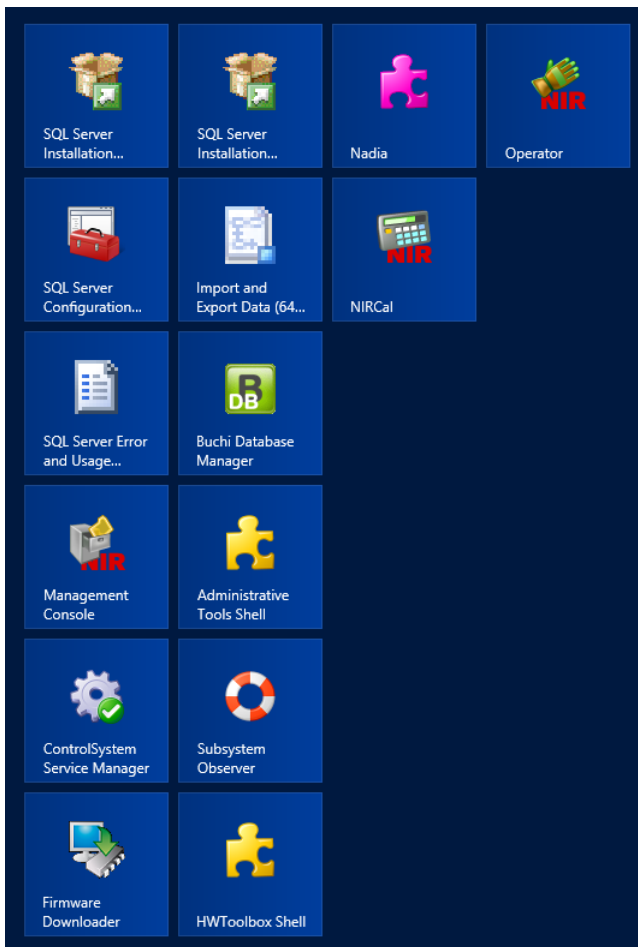 SQL Server
Installation...
SQL Server
Installation...
Nadia
NIR
Operator
SQL Server
Configuration...
Import and
Export Data (64...
NIR
NIRCal
SQL Server Error
and Usage...
B
DB
Buchi Database
Manager
NIR
Management
Console
Administrative
Tools Shell
ControlSystem
Service Manager
Subsystem
Observer
Firmware
Downloader
HWToolbox Shell